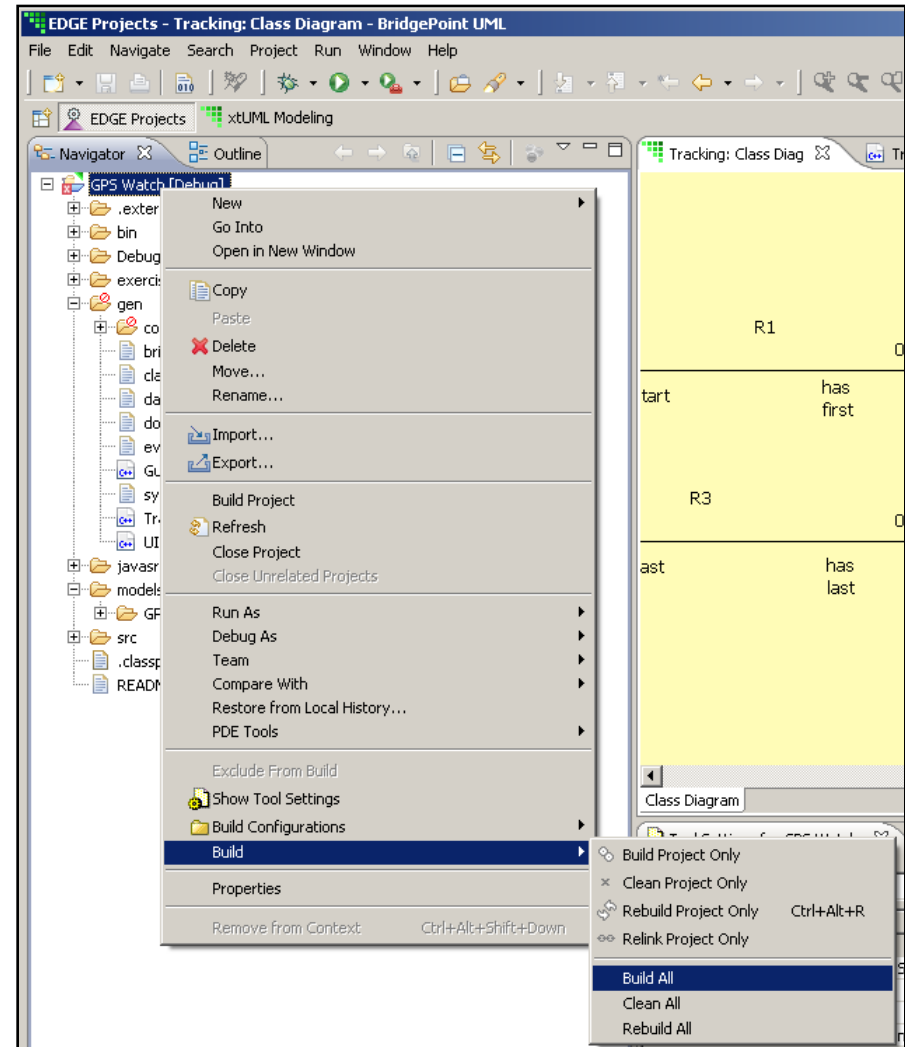 EDGE Projects - Tracking: Class Diagram - BridgePoint UML
File Edit Navigate Search Project Run Window Help
EDGE Projects xtUML Modeling
Navigator Outline
GPS Watch [Debug]
.exter
bin
Debug
exercis
gen
co
bri
cla
da
do
ev
Gu
sy
Tr
UI
javasr
models
GP
src
.classp
READM
New
Go Into
Open in New Window
Copy
Paste
Delete
Move...
Rename...
Import...
Export...
Build Project
Refresh
Close Project
Close Unrelated Projects
Run As
Debug As
Team
Compare With
Restore from Local History...
PDE Tools
Exclude From Build
Show Tool Settings
Build Configurations
Build
Properties
Remove from Context Ctrl+Alt+Shift+Down
Build Project Only
Clean Project Only
Rebuild Project Only Ctrl+Alt+R
Relink Project Only
Build All
Clean All
Rebuild All
Tracking: Class Diag Tr
R1
0
tart has
first
R3
0
ast has
last
Class Diagram